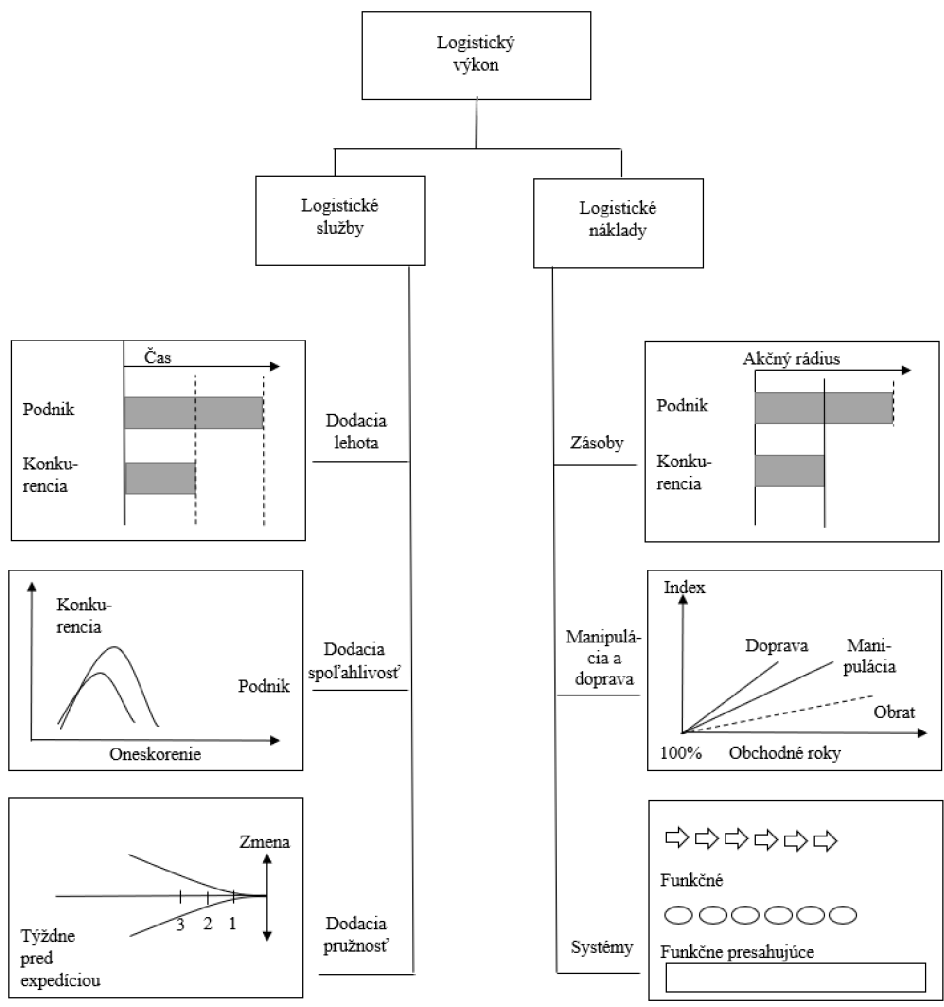 Logistický
výkon
Logistické
služby
Logistické
náklady
Čas
Podnik
Konku-
rencia
Dodacia
lehota
Zásoby
Akčný rádius
Podnik
Konku-
rencia
Konku-
rencia
Podnik
Oneskorenie
Dodacia
spoľahlivosť
Manipulá-
cia a
doprava
Index
Doprava
Mani-
pulácia
Obrat
100%
Obchodné roky
Zmena
3
2
1
Týždne
pred
expedíciou
Dodacia
pružnosť
Systémy
Funkčné
Funkčne presahujúce